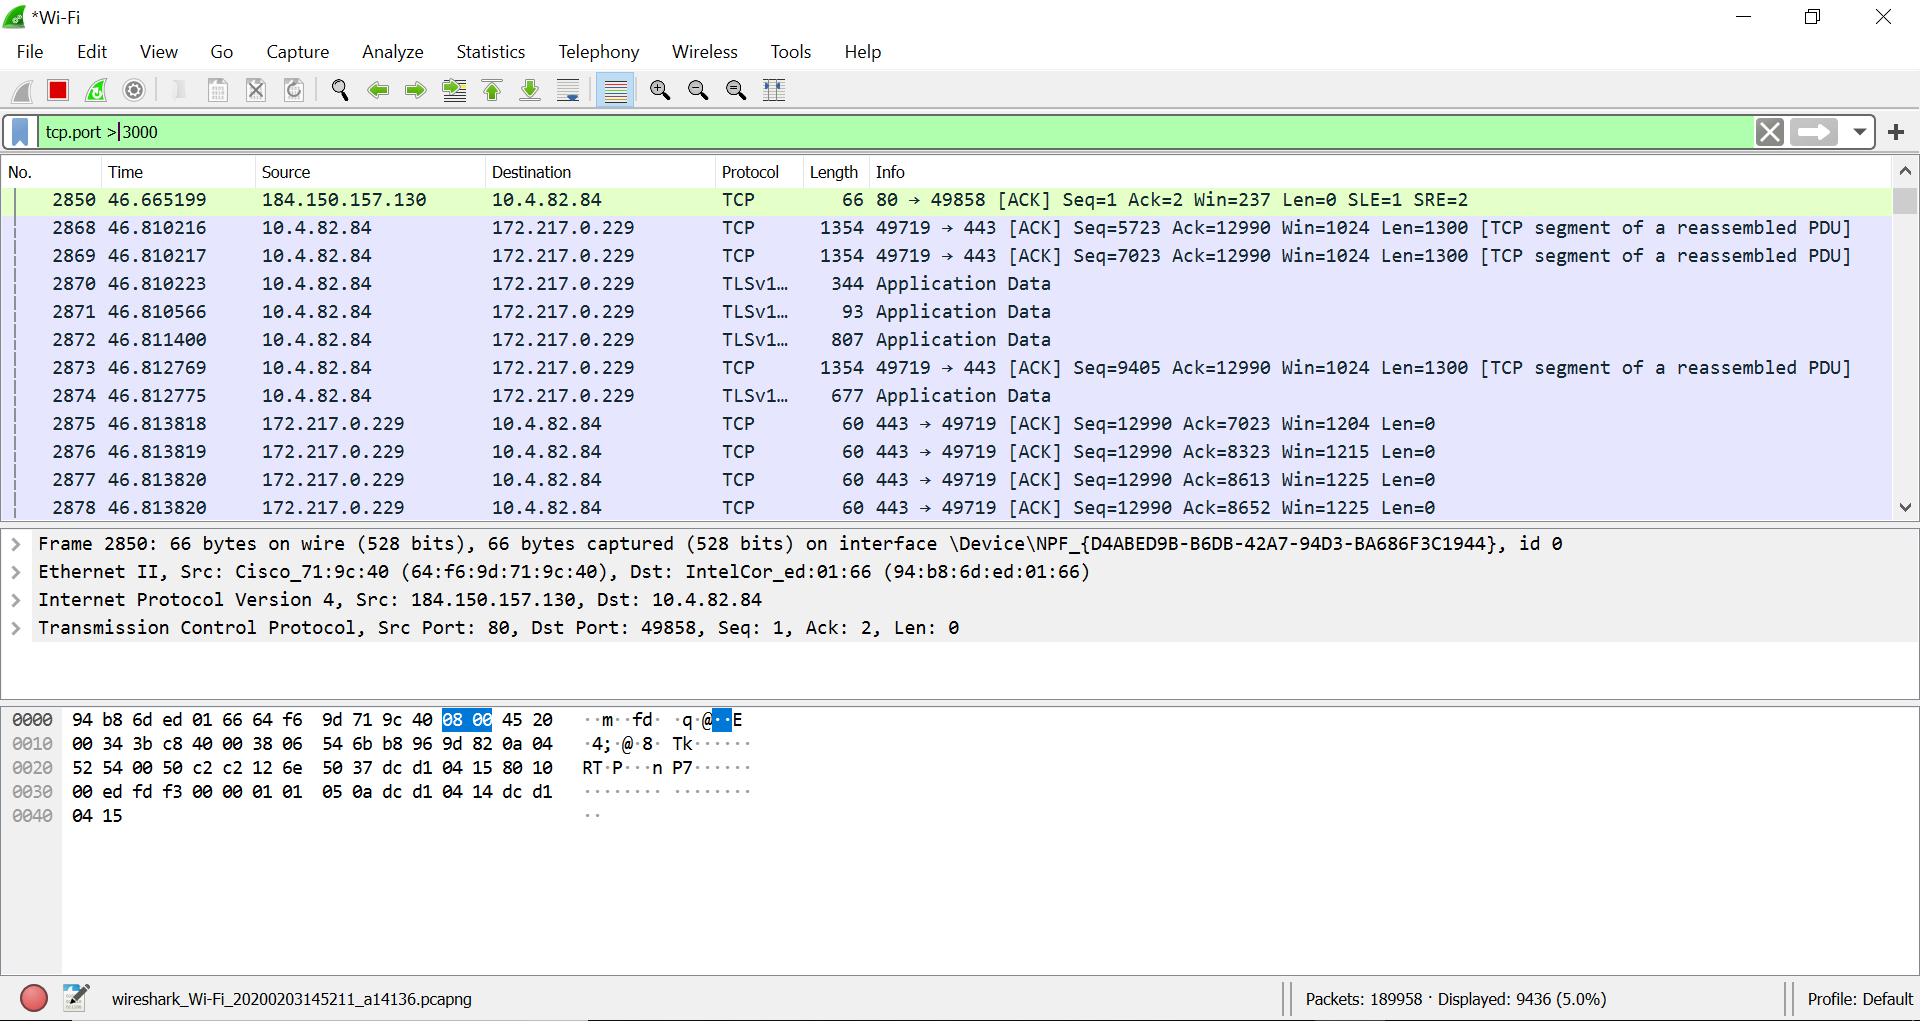 *Wi-Fi
File Edit View Go Capture Analyze Statistics Telephony Wireless Tools Help
tcp.port >3000
No. Time Source Destination Protocol Length Info
2850 46.665199 184.150.157.130 10.4.82.84 TCP 66 80 → 49858 [ACK] Seq=1 Ack=2 Win=237 Len=0 SLE=1 SRE=2
2868 46.810216 10.4.82.84 172.217.0.229 TCP 1354 49719 → 443 [ACK] Seq=5723 Ack=12990 Win=1024 Len=1300 [TCP segment of a reassembled PDU]
2869 46.810217 10.4.82.84 172.217.0.229 TCP 1354 49719 → 443 [ACK] Seq=7023 Ack=12990 Win=1024 Len=1300 [TCP segment of a reassembled PDU]
2870 46.810223 10.4.82.84 172.217.0.229 TLSv1… 344 Application Data
2871 46.810566 10.4.82.84 172.217.0.229 TLSv1… 93 Application Data
2872 46.811400 10.4.82.84 172.217.0.229 TLSv1… 807 Application Data
2873 46.812769 10.4.82.84 172.217.0.229 TCP 1354 49719 → 443 [ACK] Seq=9405 Ack=12990 Win=1024 Len=1300 [TCP segment of a reassembled PDU]
2874 46.812775 10.4.82.84 172.217.0.229 TLSv1… 677 Application Data
2875 46.813818 172.217.0.229 10.4.82.84 TCP 60 443 → 49719 [ACK] Seq=12990 Ack=7023 Win=1204 Len=0
2876 46.813819 172.217.0.229 10.4.82.84 TCP 60 443 → 49719 [ACK] Seq=12990 Ack=8323 Win=1215 Len=0
2877 46.813820 172.217.0.229 10.4.82.84 TCP 60 443 → 49719 [ACK] Seq=12990 Ack=8613 Win=1225 Len=0
2878 46.813820 172.217.0.229 10.4.82.84 TCP 60 443 → 49719 [ACK] Seq=12990 Ack=8652 Win=1225 Len=0
Frame 2850: 66 bytes on wire (528 bits), 66 bytes captured (528 bits) on interface \Device\NPF_{D4ABED9B-B6DB-42A7-94D3-BA686F3C1944}, id 0
Ethernet II, Src: Cisco_71:9c:40 (64:f6:9d:71:9c:40), Dst: IntelCor_ed:01:66 (94:b8:6d:ed:01:66)
Internet Protocol Version 4, Src: 184.150.157.130, Dst: 10.4.82.84
Transmission Control Protocol, Src Port: 80, Dst Port: 49858, Seq: 1, Ack: 2, Len: 0
0000 94 b8 6d ed 01 66 64 f6 9d 71 9c 40 08 00 45 20 ··m··fd· ·q·@··E
0010 00 34 3b c8 40 00 38 06 54 6b b8 96 9d 82 0a 04 ·4;·@·8· Tk······
0020 52 54 00 50 c2 c2 12 6e 50 37 dc d1 04 15 80 10 RT·P···n P7······
0030 00 ed fd f3 00 00 01 01 05 0a dc d1 04 14 dc d1 ········ ········
0040 04 15 ··
wireshark_Wi-Fi_20200203145211_a14136.pcapng Packets: 189958 · Displayed: 9436 (5.0%) Profile: Default